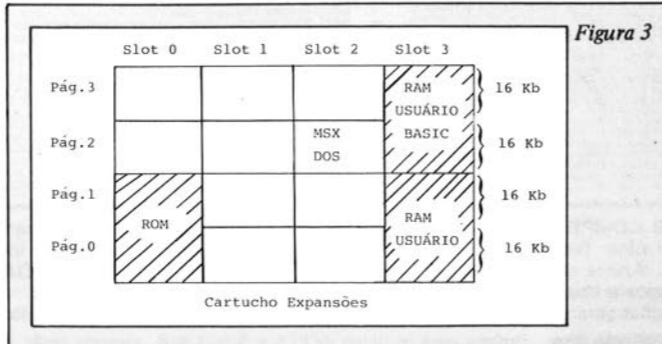 Figura 3
Slot 0 Slot 1 Slot 2 Slot 3
Pág.3 RAM 16 Kb
USUÁRIO
BASIC
Pág.2 MSX 16 Kb
DOS
Pág.1 16 Kb
ROM RAM
USUÁRIO
Pág.0 16 Kb
Cartucho Expansões